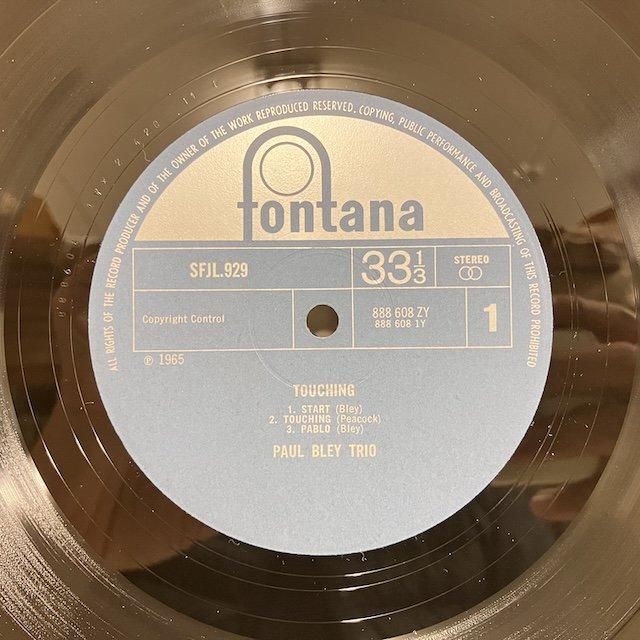 ALL RIGHTS OF THE RECORD PRODUCER AND OF THE OWNER OF THE WORK REPRODUCED RESERVED. COPYING, PUBLIC PERFORMANCE AND BROADCASTING OF THIS RECORD PROHIBITED
fontana
SFJL.929
33⅓
STEREO
Copyright Control
888 608 ZY
888 608 1Y
1
℗ 1965
TOUCHING
1. START (Bley)
2. TOUCHING (Peacock)
3. PABLO (Bley)
PAUL BLEY TRIO